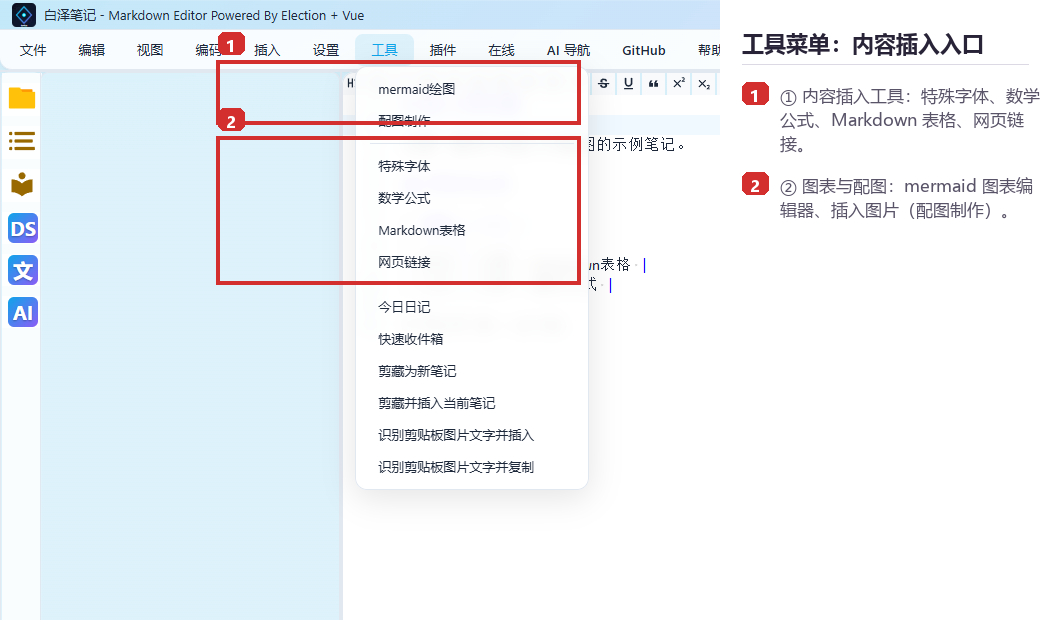 白泽笔记 - Markdown Editor Powered By Election + Vue
文件 编辑 视图 编码 插入 设置 工具 插件 在线 AI 导航 GitHub 帮助
1
2
mermaid绘图
配图制作
特殊字体
数学公式
Markdown表格
网页链接
今日日记
快速收件箱
剪藏为新笔记
剪藏并插入当前笔记
识别剪贴板图片文字并插入
识别剪贴板图片文字并复制
S U “ X² X₂
图的示例笔记。
wn表格 |
式 |
DS
文
AI
工具菜单：内容插入入口
1 ① 内容插入工具：特殊字体、数学
公式、Markdown 表格、网页链
接。
2 ② 图表与配图：mermaid 图表编
辑器、插入图片（配图制作）。